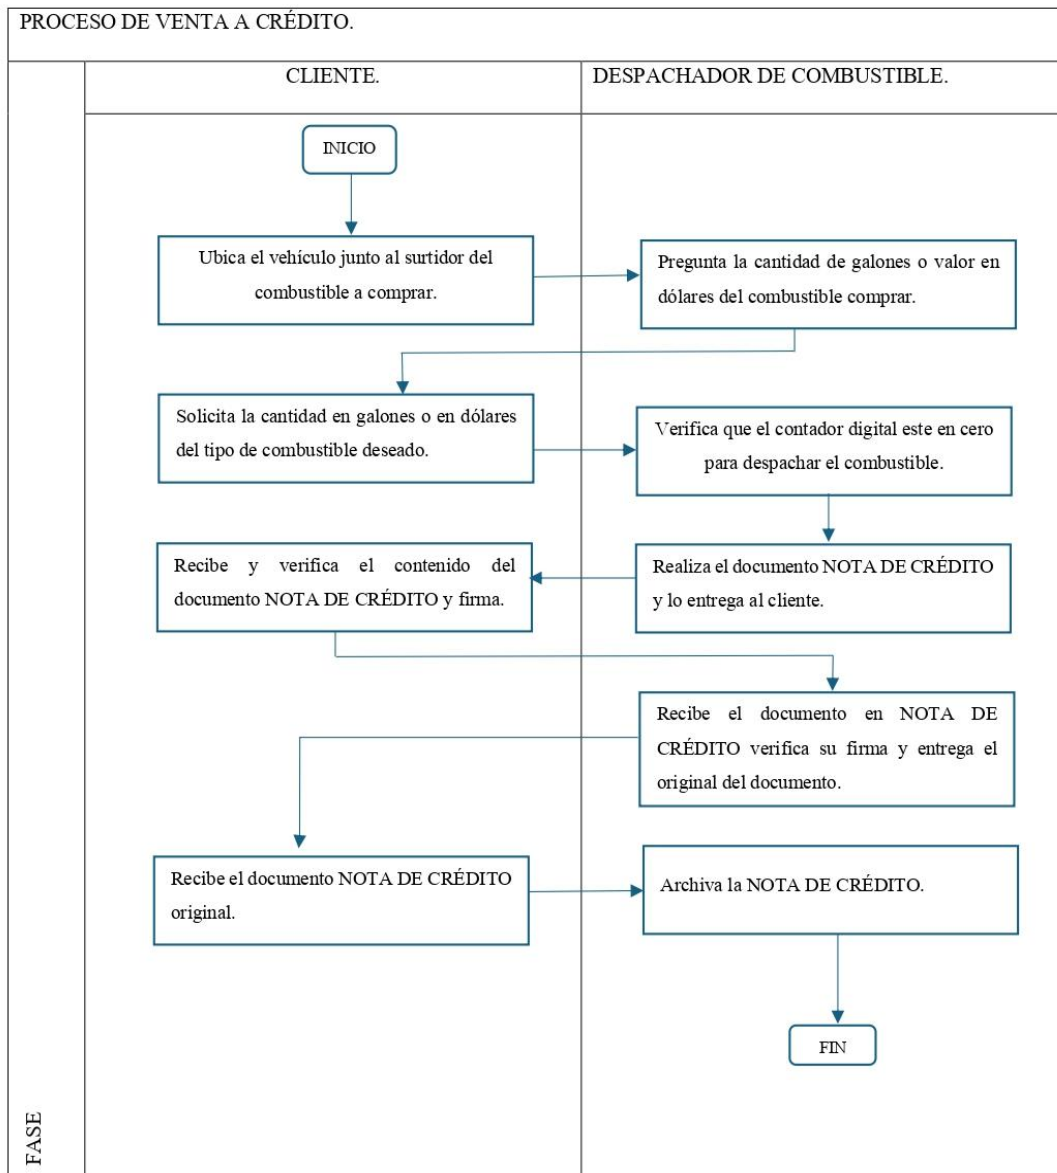 PROCESO DE VENTA A CRÉDITO.
CLIENTE.
DESPACHADOR DE COMBUSTIBLE.
INICIO
Ubica el vehículo junto al surtidor del
combustible a comprar.
Pregunta la cantidad de galones o valor en
dólares del combustible comprar.
Solicita la cantidad en galones o en dólares
del tipo de combustible deseado.
Verifica que el contador digital este en cero
para despachar el combustible.
Realiza el documento NOTA DE CRÉDITO
y lo entrega al cliente.
Recibe y verifica el contenido del
documento NOTA DE CRÉDITO y firma.
Recibe el documento en NOTA DE
CRÉDITO verifica su firma y entrega el
original del documento.
Recibe el documento NOTA DE CRÉDITO
original.
Archiva la NOTA DE CRÉDITO.
FIN
FASE